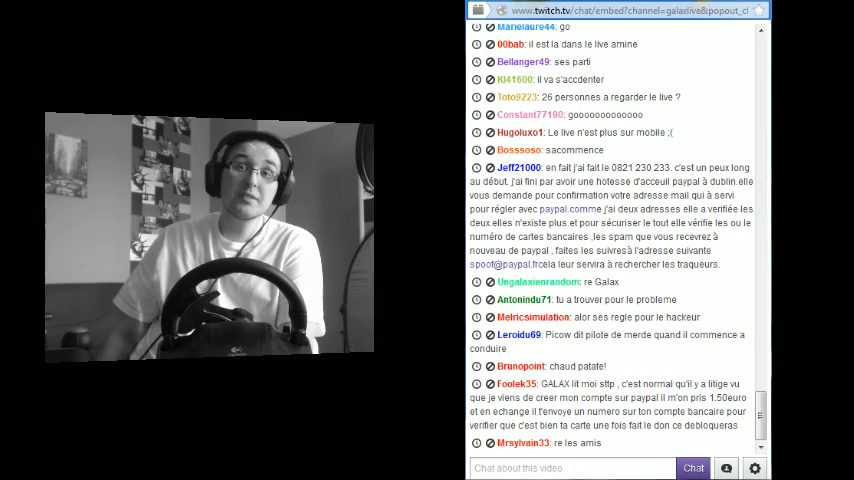 www.twitch.tv/chat/embed?channel=galaxlive&popout_cl
Marielaure44: go
00bab: il est la dans le live amine
Bellanger49: ses parti
Kl41600: il va s'accdenter
Toto9223: 26 personnes a regarder le live ?
Constant77190: gooooooooooooo
Hugoluxo1: Le live n'est plus sur mobile ;(
Bosssoso: sacommence
Jeff21000: en fait j'ai fait le 0821 230 233. c'est un peux long
au début. j'ai fini par avoir une hotesse d'acceuil paypal à dublin.elle
vous demande pour confirmation votre adresse mail qui à servi
pour régler avec paypal.comme j'ai deux adresses elle a verifiée les
deux.elles n'existe plus.et pour sécuriser le tout elle vérifie les ou le
numéro de cartes bancaires ,les spam que vous recevrez à
nouveau de paypal , faites les suivresà l'adresse suivante
spoof@paypal.frcela leur servira à rechercher les traqueurs.
Ungalaxienrandom: re Galax
Antonindu71: tu a trouver pour le probleme
Melricsimulation: alor ses regle pour le hackeur
Leroidu69: Picow dit pilote de merde quand il commence a
conduire
Brunopoint: chaud patate!
Foolek35: GALAX lit moi sttp , c'est normal qu'il y a litige vu
que je viens de creer mon compte sur paypal il m'on pris 1.50euro
et en echange il t'envoye un numero sur ton compte bancaire pour
verifier que c'est bien ta carte une fois fait le don ce debloqueras
Mrsylvain33: re les amis
Chat about this video
Chat